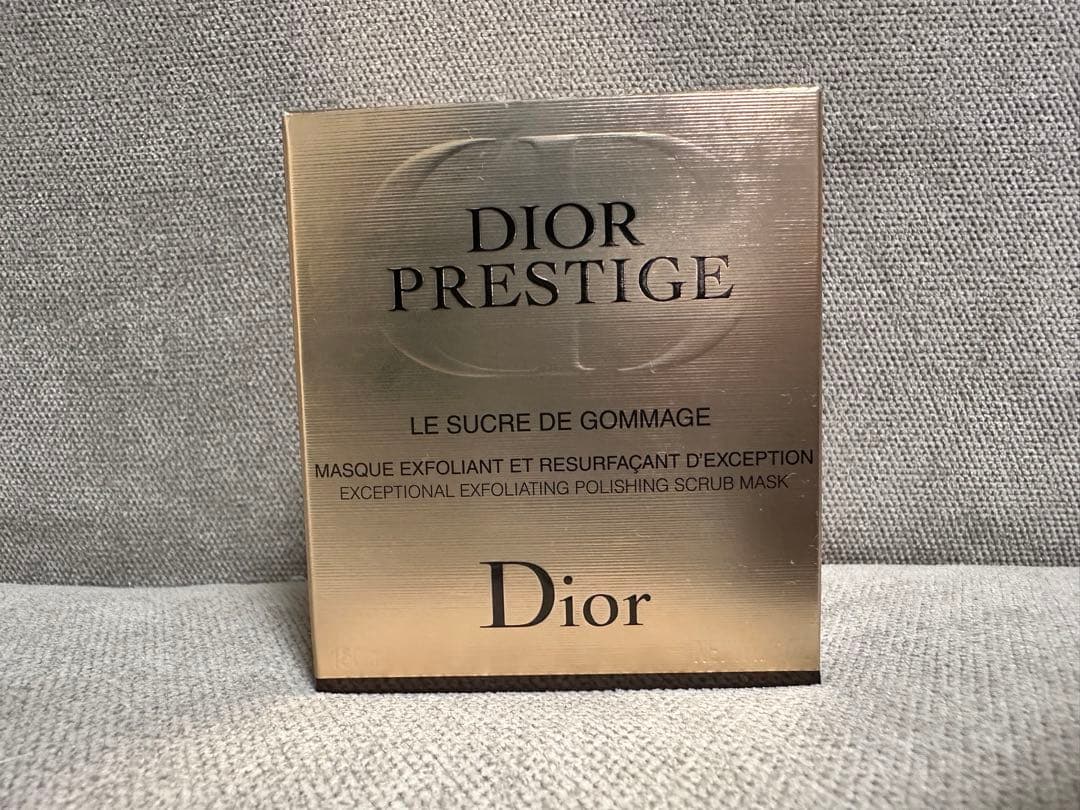 DIOR
PRESTIGE
LE SUCRE DE GOMMAGE
MASQUE EXFOLIANT ET RESURFAÇANT D'EXCEPTION
EXCEPTIONAL EXFOLIATING POLISHING SCRUB MASK
Dior